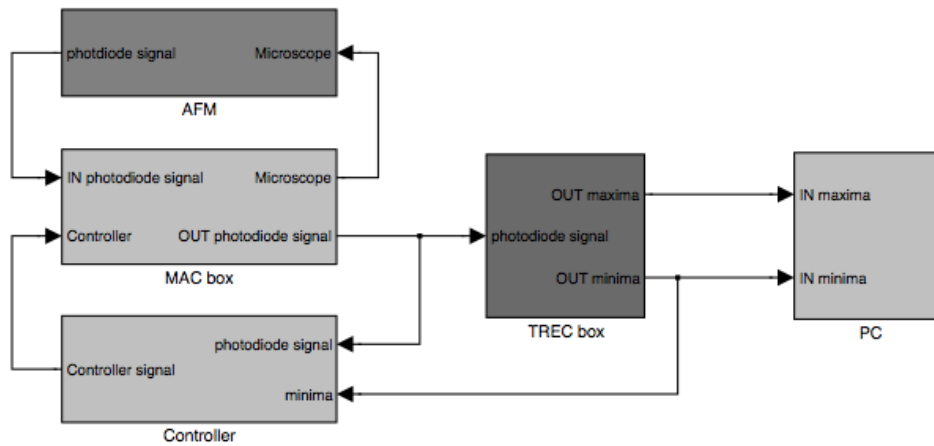 photdiode signal
Microscope
AFM
IN photodiode signal
Microscope
Controller
OUT photodiode signal
MAC box
photodiode signal
Controller signal
minima
Controller
OUT maxima
photodiode signal
OUT minima
TREC box
IN maxima
IN minima
PC